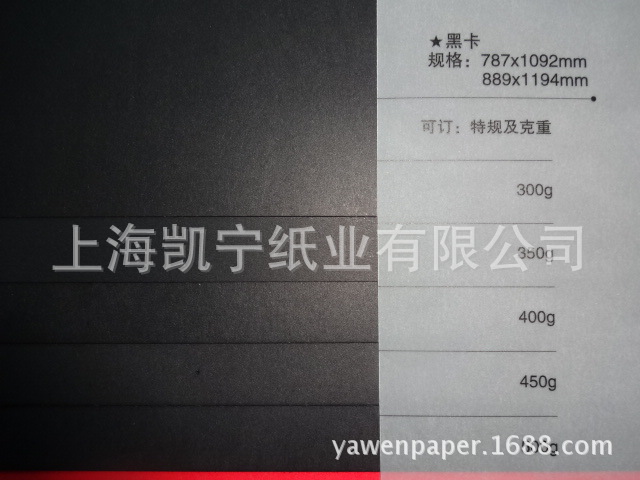 ★黑卡
规格：787x1092mm
889x1194mm
可订：特规及克重
300g
上海凯宁纸业有限公司
350g
400g
450g
yawenpaper.1688.com